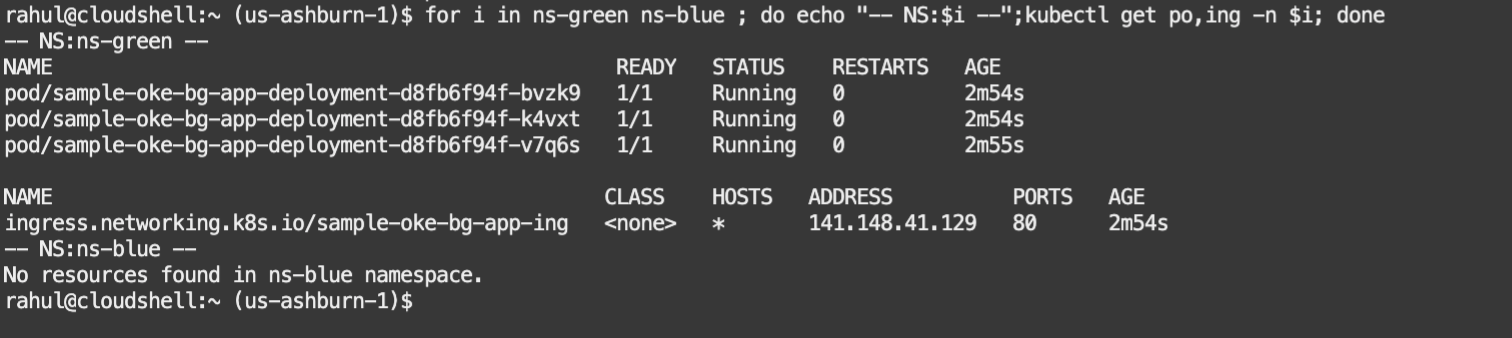 rahul@cloudshell:~ (us-ashburn-1)$ for i in ns-green ns-blue ; do echo "-- NS:$i --";kubectl get po,ing -n $i; done
-- NS:ns-green --
NAME                                                  READY   STATUS    RESTARTS   AGE
pod/sample-oke-bg-app-deployment-d8fb6f94f-bvzk9   1/1     Running   0          2m54s
pod/sample-oke-bg-app-deployment-d8fb6f94f-k4vxt   1/1     Running   0          2m54s
pod/sample-oke-bg-app-deployment-d8fb6f94f-v7q6s   1/1     Running   0          2m55s
NAME                                              CLASS    HOSTS   ADDRESS          PORTS   AGE
ingress.networking.k8s.io/sample-oke-bg-app-ing   <none>   *       141.148.41.129   80      2m54s
-- NS:ns-blue --
No resources found in ns-blue namespace.
rahul@cloudshell:~ (us-ashburn-1)$